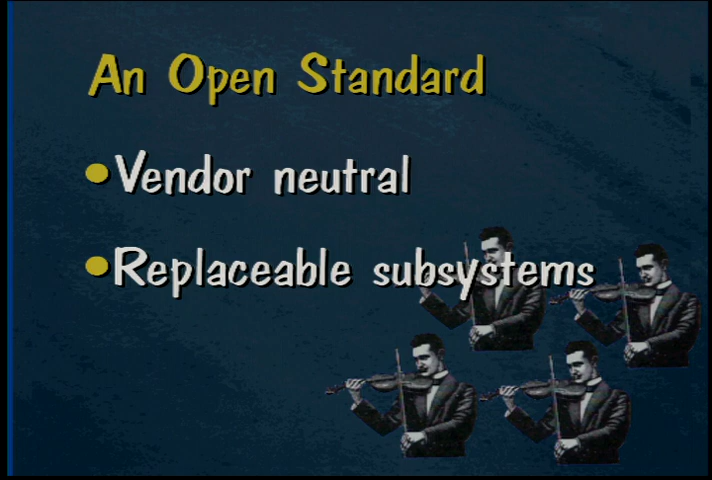 An Open Standard
•Vendor neutral
•Replaceable subsystems